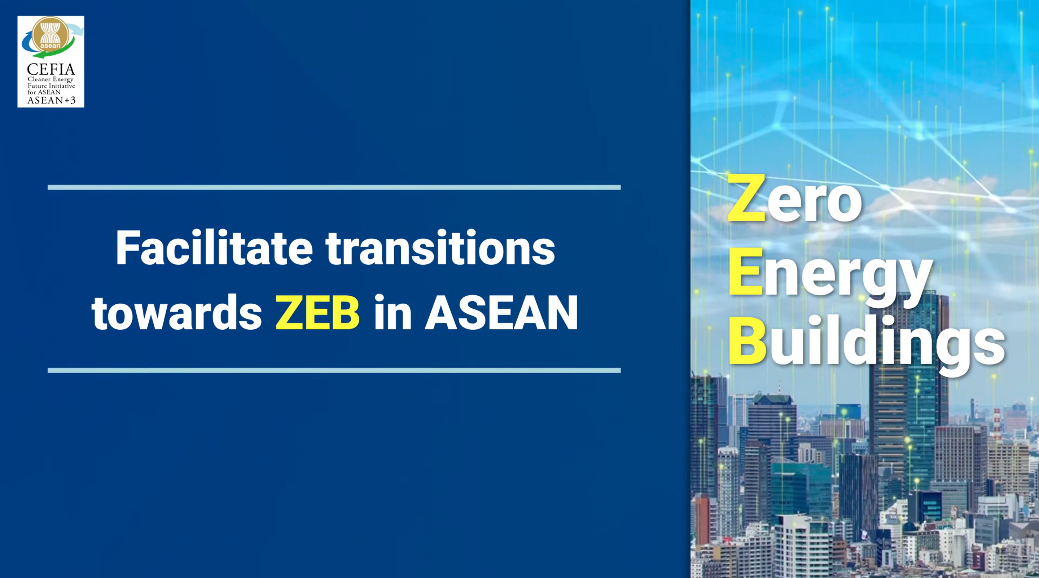 asean
CEFIA
Cleaner Energy
Future Initiative
for ASEAN
ASEAN+3
Facilitate transitions
towards ZEB in ASEAN
Zero
Energy
Buildings